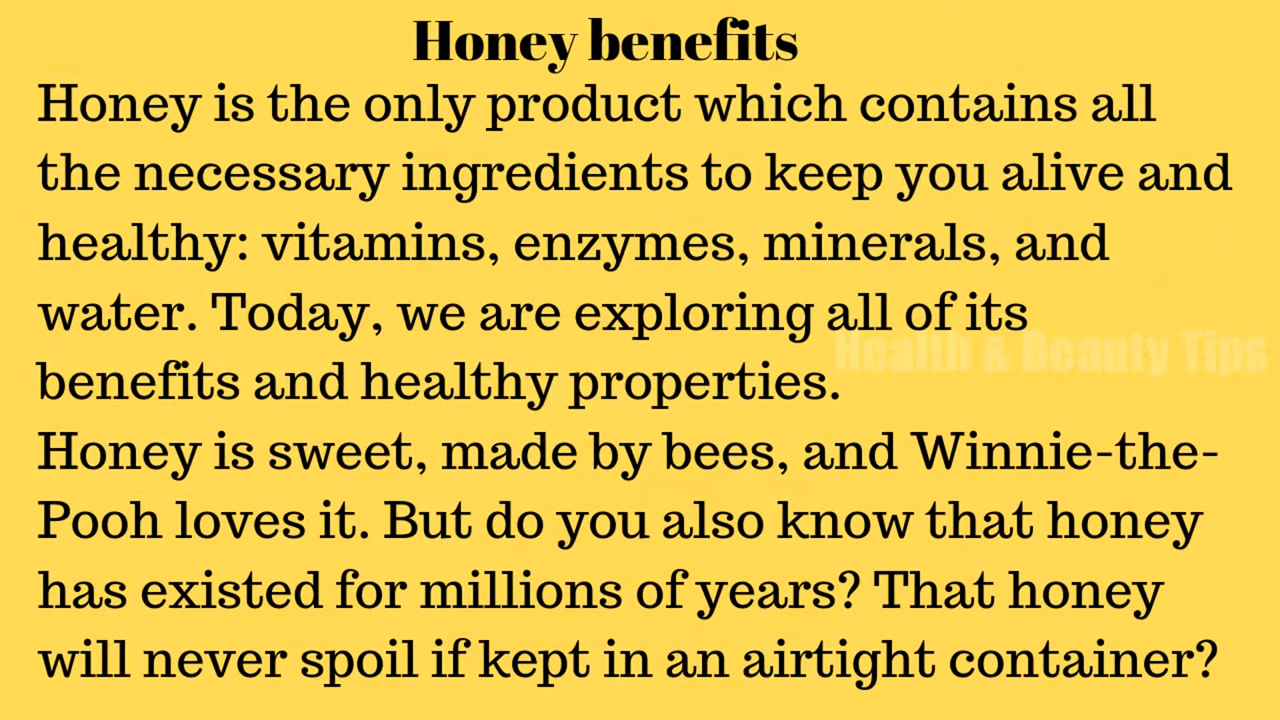 Honey benefits
Honey is the only product which contains all
the necessary ingredients to keep you alive and
healthy: vitamins, enzymes, minerals, and
water. Today, we are exploring all of its
Health & Beauty Tips
benefits and healthy properties.
Honey is sweet, made by bees, and Winnie-the-
Pooh loves it. But do you also know that honey
has existed for millions of years? That honey
will never spoil if kept in an airtight container?